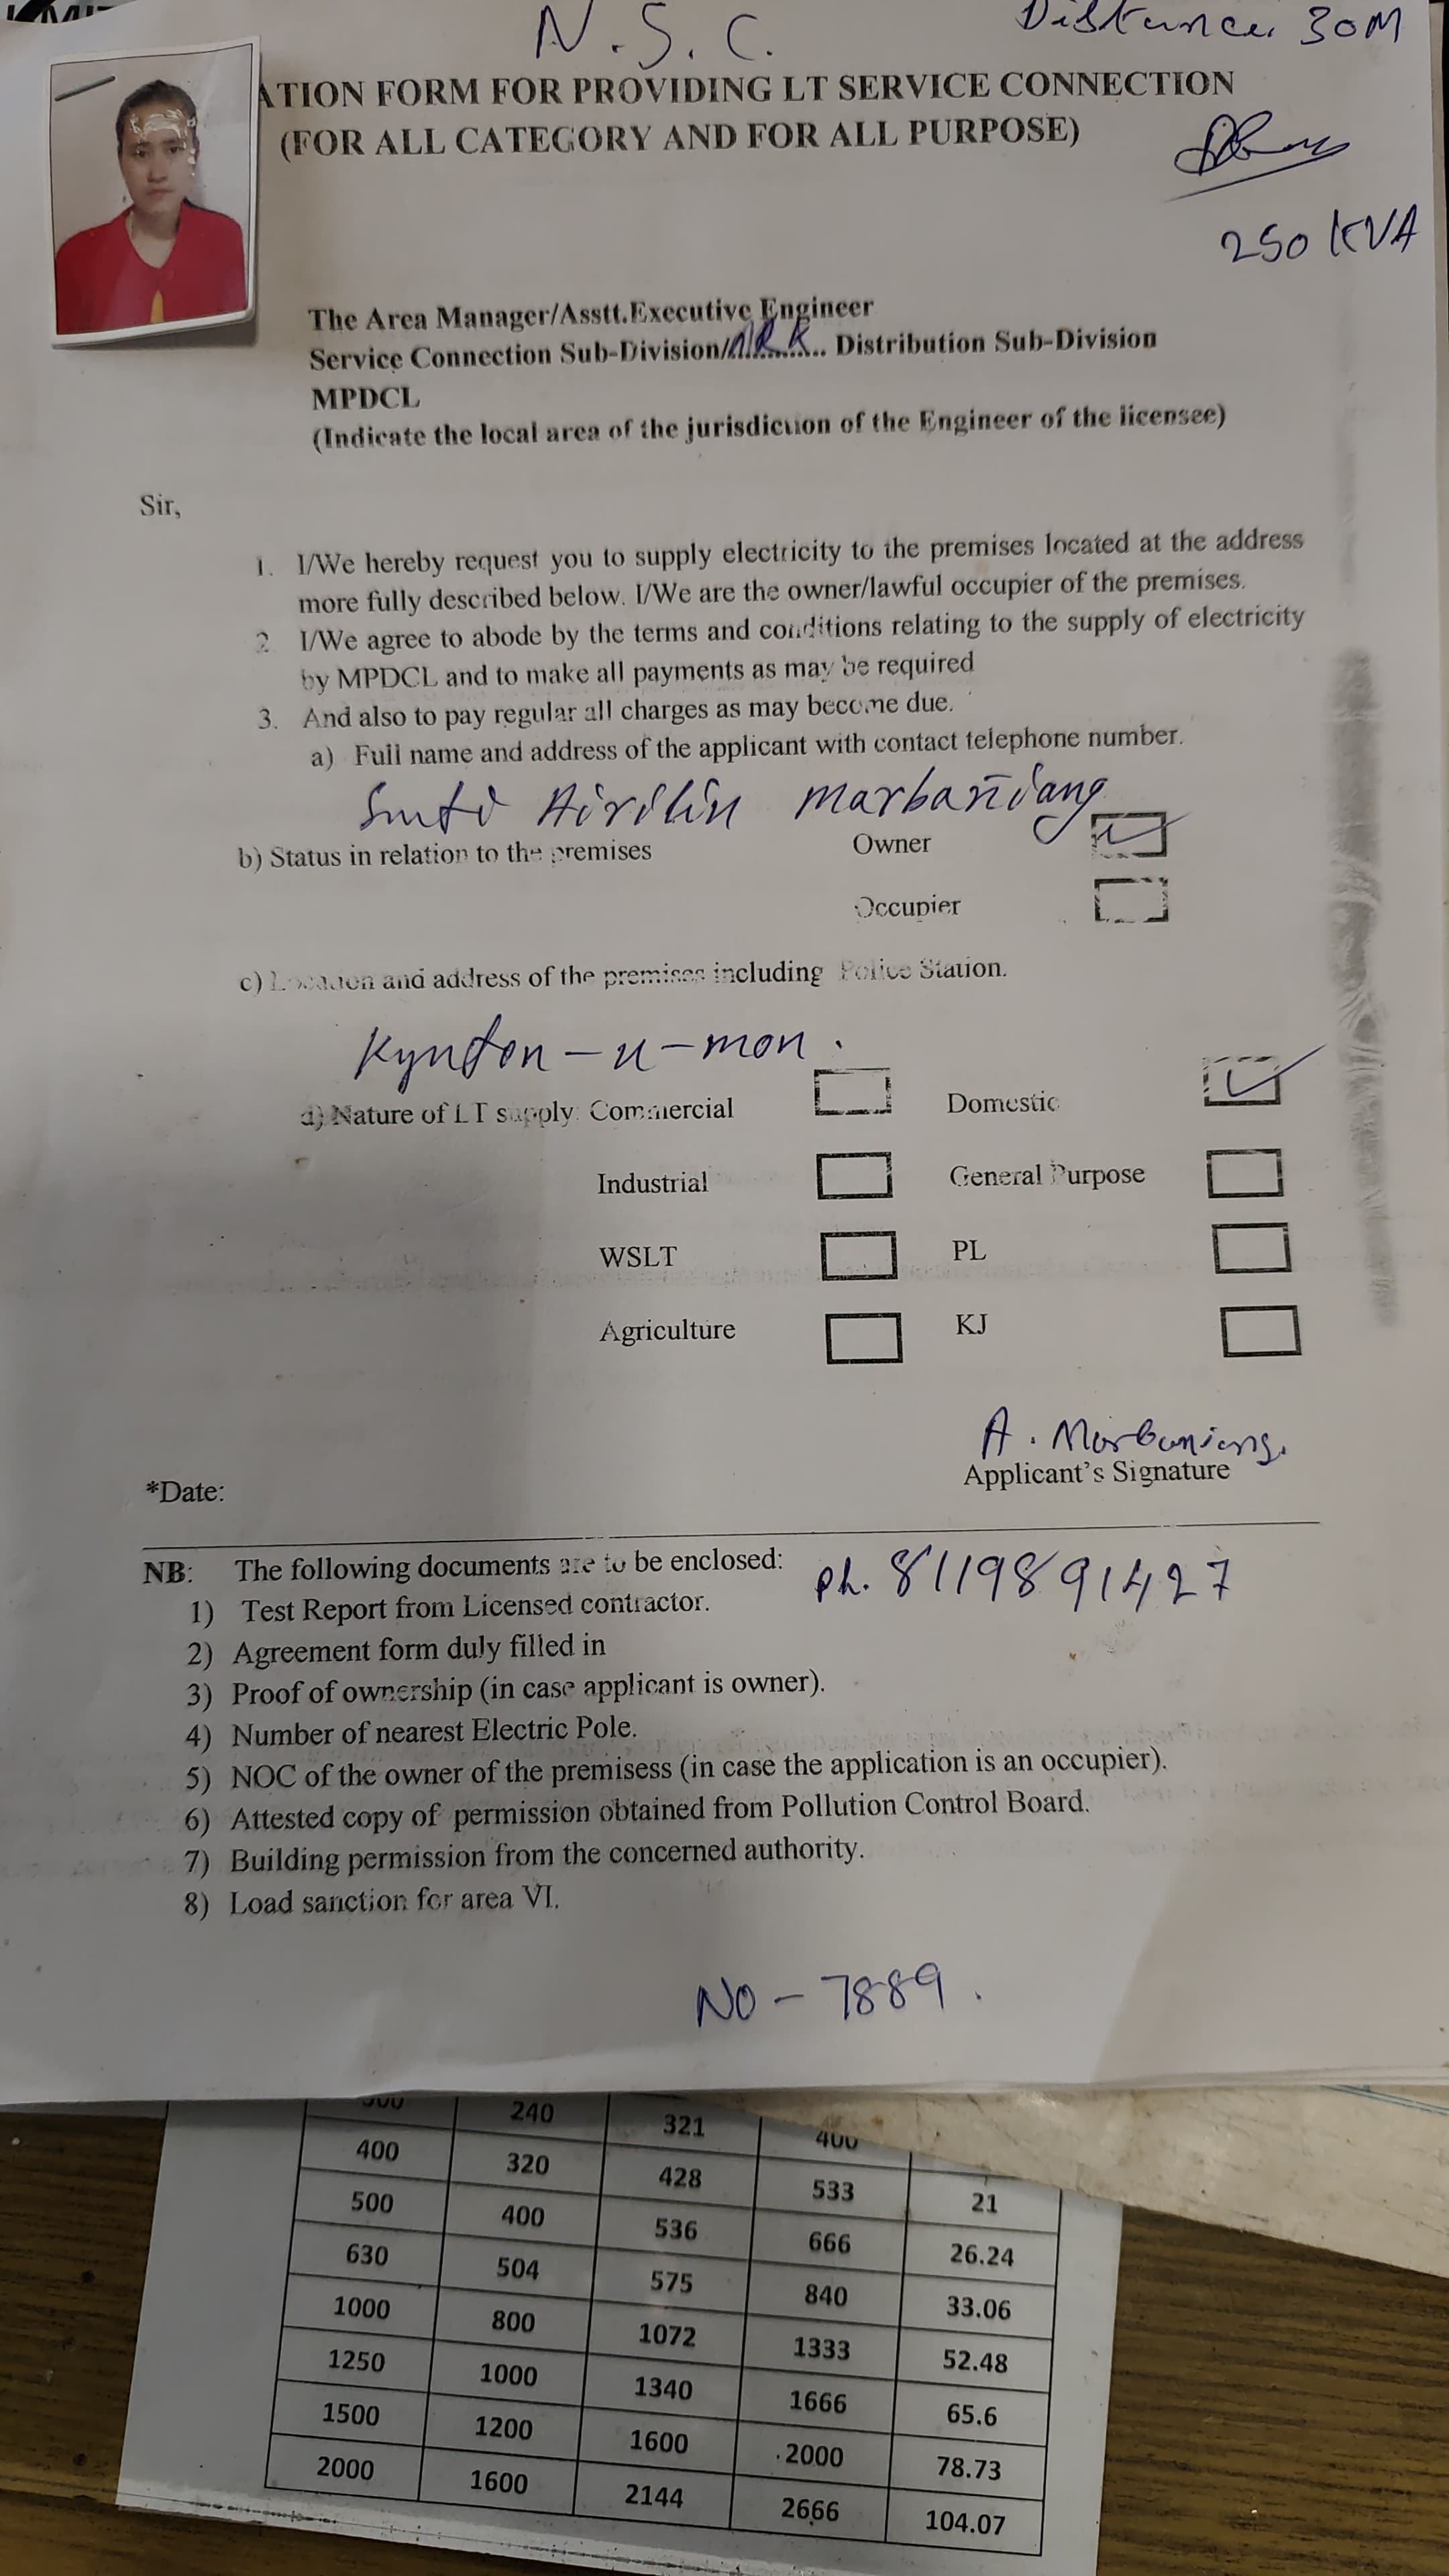 N.S.C.
Distance 30M
ATION FORM FOR PROVIDING LT SERVICE CONNECTION
(FOR ALL CATEGORY AND FOR ALL PURPOSE)
250 KVA
The Area Manager/Asstt.Executive Engineer
Service Connection Sub-Division/............. Distribution Sub-Division
MPDCL
(Indicate the local area of the jurisdiction of the Engineer of the licensee)
Sir,
1. I/We hereby request you to supply electricity to the premises located at the address
more fully described below. I/We are the owner/lawful occupier of the premises.
2 I/We agree to abode by the terms and conditions relating to the supply of electricity
by MPDCL and to make all payments as may be required
3. And also to pay regular all charges as may become due.
a) Full name and address of the applicant with contact telephone number.
Smti Airilin Marbaniang
b) Status in relation to the premises Owner
Occupier
c) Location and address of the premises including Police Station.
Kynton-u-mon.
d) Nature of LT supply: Commercial Domestic
Industrial General Purpose
WSLT PL
Agriculture KJ
A. Marbaniang.
*Date: Applicant's Signature
NB: The following documents are to be enclosed: ph. 8119891427
1) Test Report from Licensed contractor.
2) Agreement form duly filled in
3) Proof of ownership (in case applicant is owner).
4) Number of nearest Electric Pole.
5) NOC of the owner of the premisess (in case the application is an occupier).
6) Attested copy of permission obtained from Pollution Control Board.
7) Building permission from the concerned authority.
8) Load sanction for area VI.
NO - 7889.
240 321 400
400 320 428 533 21
500 400 536 666 26.24
630 504 575 840 33.06
1000 800 1072 1333 52.48
1250 1000 1340 1666 65.6
1500 1200 1600 2000 78.73
2000 1600 2144 2666 104.07